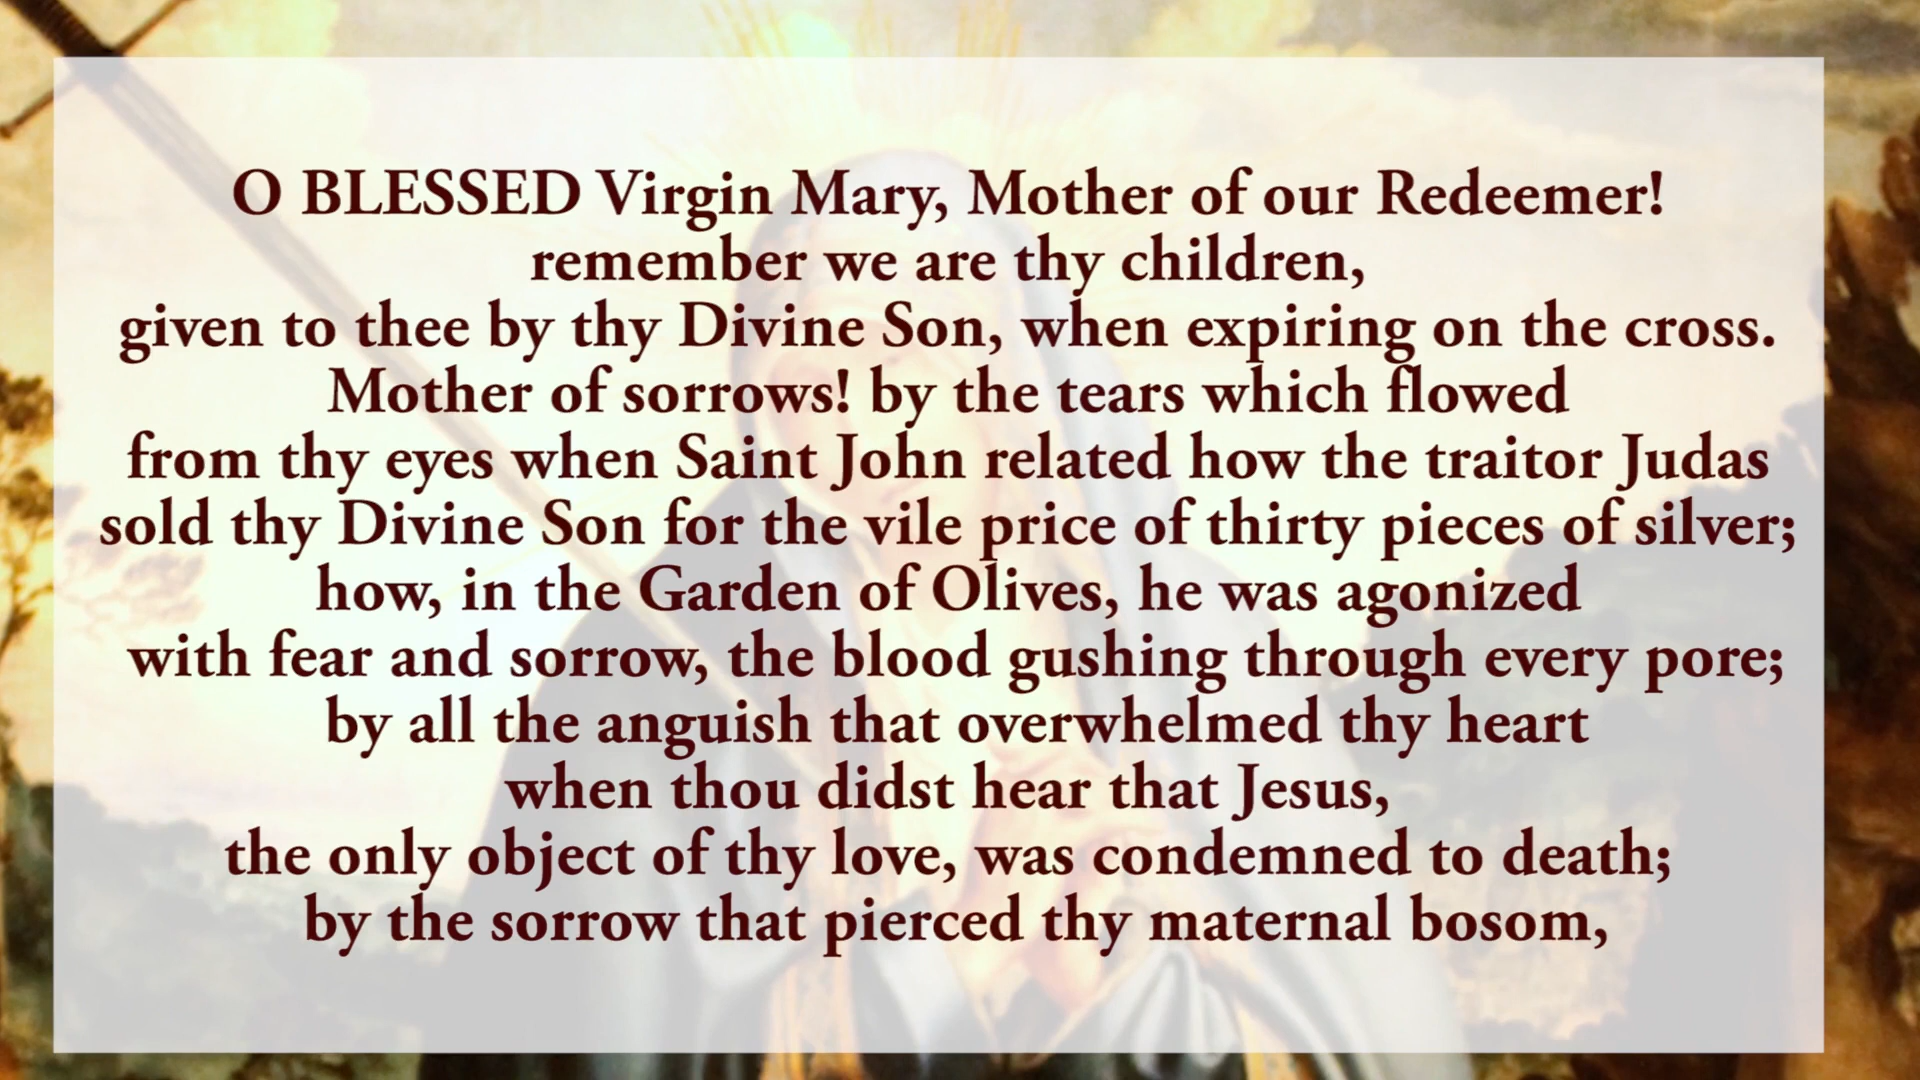 O BLESSED Virgin Mary, Mother of our Redeemer!
remember we are thy children,
given to thee by thy Divine Son, when expiring on the cross.
Mother of sorrows! by the tears which flowed
from thy eyes when Saint John related how the traitor Judas
sold thy Divine Son for the vile price of thirty pieces of silver;
how, in the Garden of Olives, he was agonized
with fear and sorrow, the blood gushing through every pore;
by all the anguish that overwhelmed thy heart
when thou didst hear that Jesus,
the only object of thy love, was condemned to death;
by the sorrow that pierced thy maternal bosom,